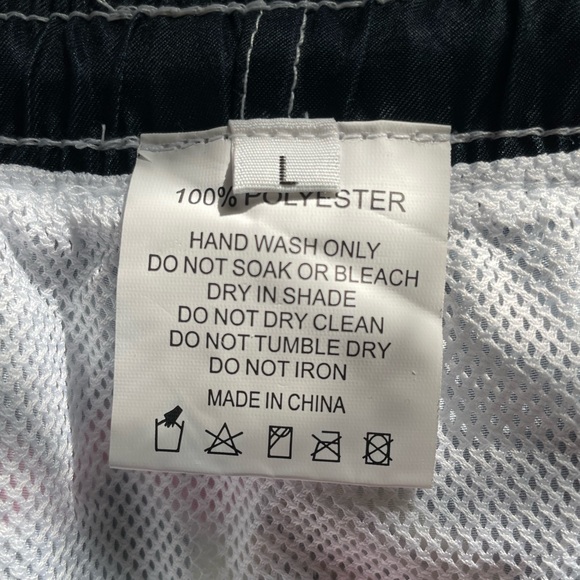 L
100% POLYESTER
HAND WASH ONLY
DO NOT SOAK OR BLEACH
DRY IN SHADE
DO NOT DRY CLEAN
DO NOT TUMBLE DRY
DO NOT IRON
MADE IN CHINA